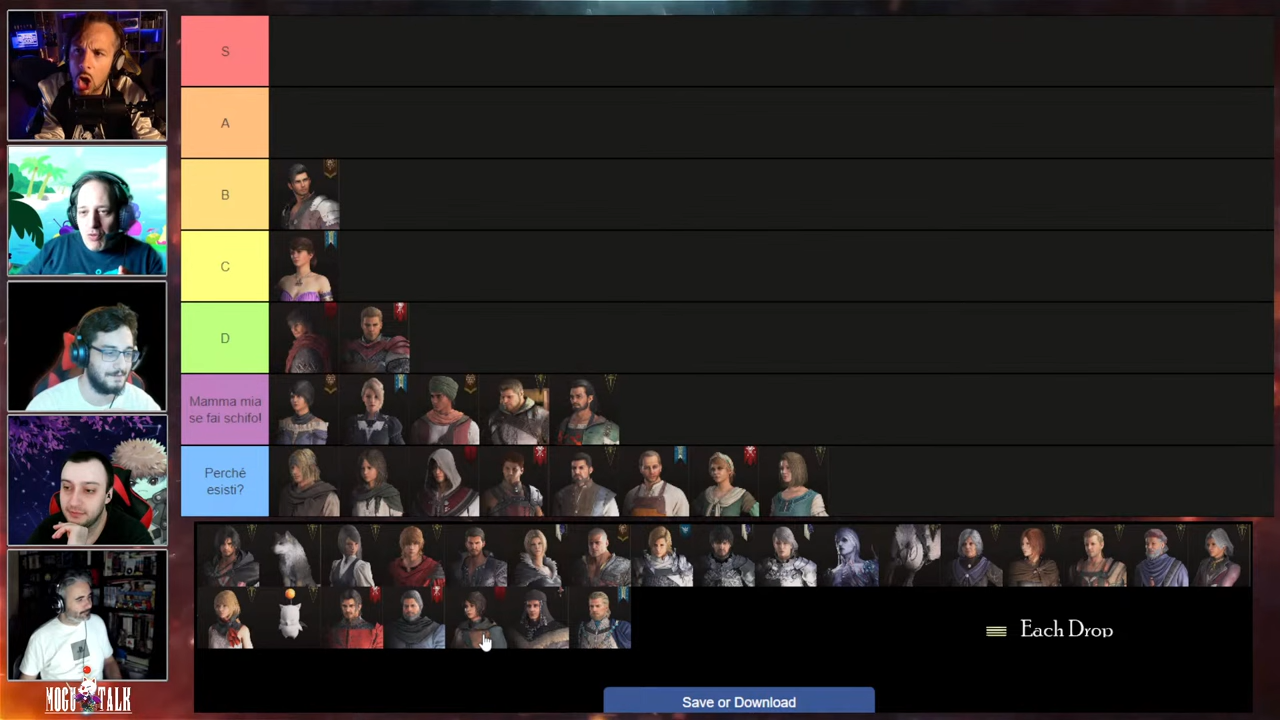 S
A
B
C
D
Mamma mia
se fai schifo!
Perché
esisti?
Each Drop
Save or Download
MOGU TALK